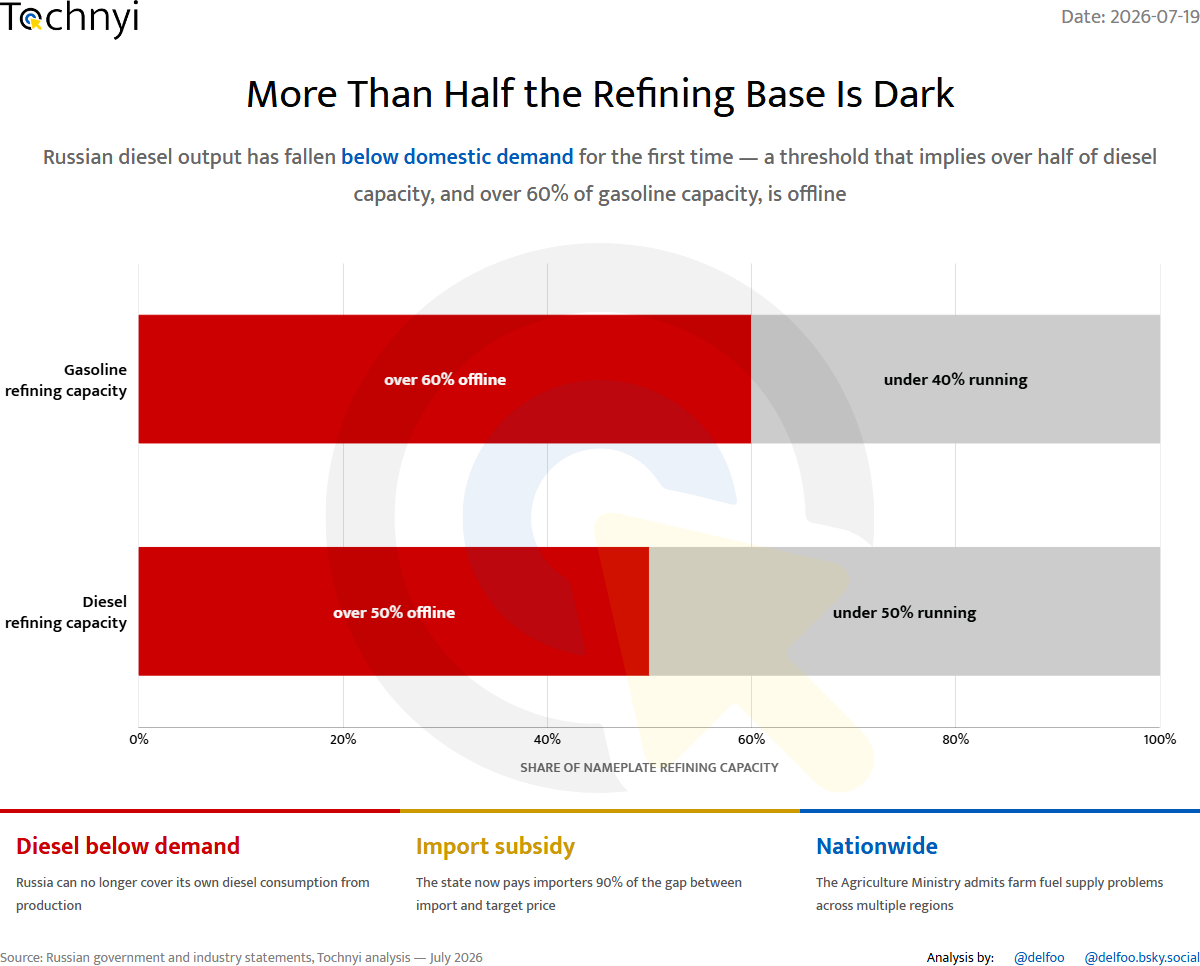 Tochnyi
Date: 2026-07-19
More Than Half the Refining Base Is Dark
Russian diesel output has fallen below domestic demand for the first time — a threshold that implies over half of diesel
capacity, and over 60% of gasoline capacity, is offline
Gasoline
refining capacity
over 60% offline
under 40% running
Diesel
refining capacity
over 50% offline
under 50% running
0%
20%
40%
60%
80%
100%
SHARE OF NAMEPLATE REFINING CAPACITY
Diesel below demand
Russia can no longer cover its own diesel consumption from
production
Import subsidy
The state now pays importers 90% of the gap between
import and target price
Nationwide
The Agriculture Ministry admits farm fuel supply problems
across multiple regions
Source: Russian government and industry statements, Tochnyi analysis — July 2026
Analysis by: @delfoo @delfoo.bsky.social